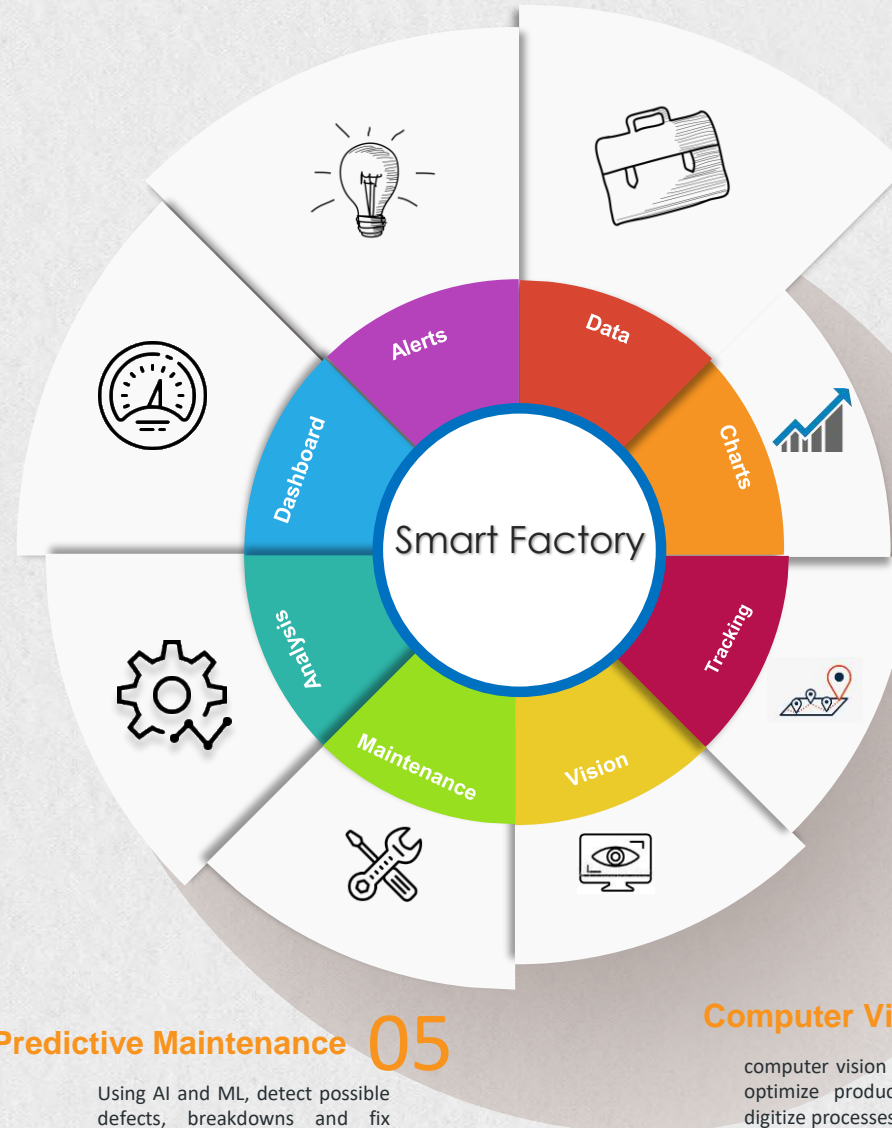 Alerts
Data
Dashboard
Charts
Smart Factory
Analysis
Tracking
Maintenance
Vision
Predictive Maintenance 05
Using AI and ML, detect possible
defects, breakdowns and fix
Computer
computer vision
optimize
digitize processes